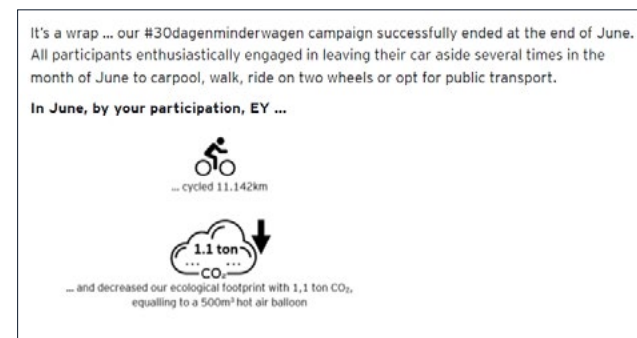 It's a wrap ... our #30dagenminderwagen campaign successfully ended at the end of June.
All participants enthusiastically engaged in leaving their car aside several times in the
month of June to carpool, walk, ride on two wheels or opt for public transport.
In June, by your participation, EY ...
... cycled 11.142km
1.1 ton
... ...
CO₂
... and decreased our ecological footprint with 1,1 ton CO₂,
equalling to a 500m³ hot air balloon